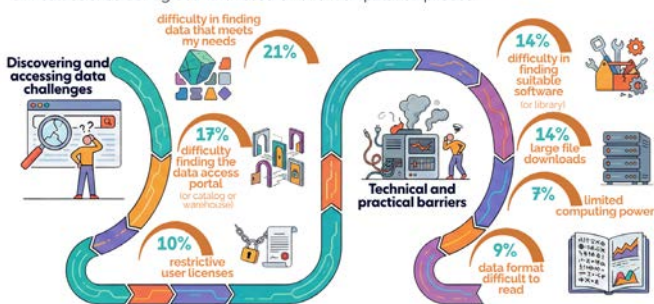 Discovering and
accessing data
challenges
difficulty in finding
data that meets
my needs
21%
17%
difficulty
finding the
data access
portal
(or catalog or
warehouse)
10%
restrictive
user licenses
Technical and
practical barriers
14%
difficulty in
finding
suitable
software
(or library)
14%
large file
downloads
7%
limited
computing power
9%
data format
difficult to
read